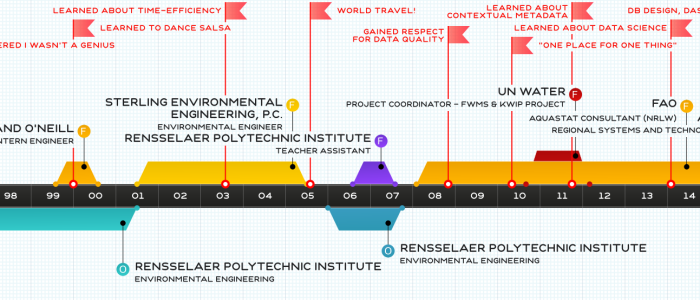 LEARNED ABOUT TIME-EFFICIENCY
WORLD TRAVEL!
LEARNED ABOUT
CONTEXTUAL METADATA
DB DESIGN, DAS
LEARNED TO DANCE SALSA
GAINED RESPECT
FOR DATA QUALITY
LEARNED ABOUT DATA SCIENCE
ERED I WASN'T A GENIUS
"ONE PLACE FOR ONE THING"
UN WATER
F
PROJECT COORDINATOR - FWMS & KWIP PROJECT
STERLING ENVIRONMENTAL
ENGINEERING, P.C.
F
ENVIRONMENTAL ENGINEER
FAO
F
AQUASTAT CONSULTANT (NRLW)
REGIONAL SYSTEMS AND TECHNO
AND O'NEILL
F
NTERN ENGINEER
RENSSELAER POLYTECHNIC INSTITUTE
F
TEACHER ASSISTANT
98 99 00 01 02 03 04 05 06 07 08 09 10 11 12 13 14
O
RENSSELAER POLYTECHNIC INSTITUTE
ENVIRONMENTAL ENGINEERING
O
RENSSELAER POLYTECHNIC INSTITUTE
ENVIRONMENTAL ENGINEERING